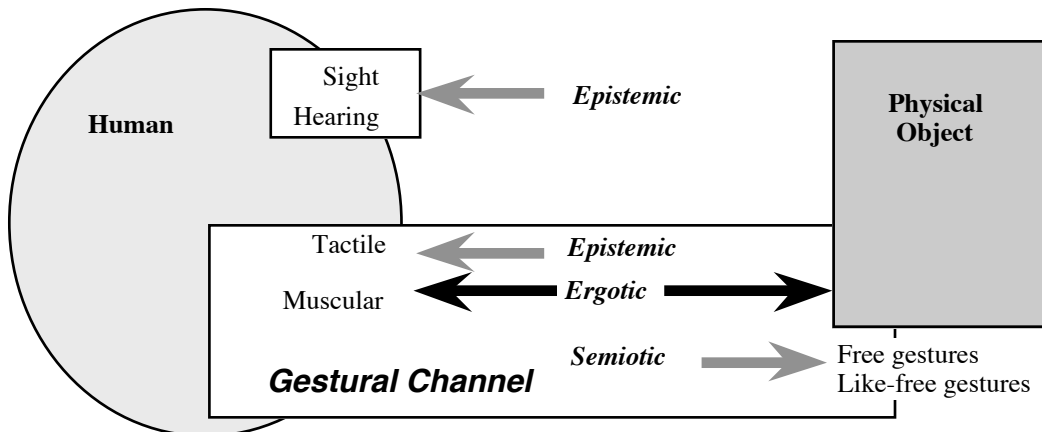 Sight
Hearing
Epistemic
Human
Physical
Object
Tactile
Epistemic
Muscular
Ergotic
Semiotic
Free gestures
Like-free gestures
Gestural Channel